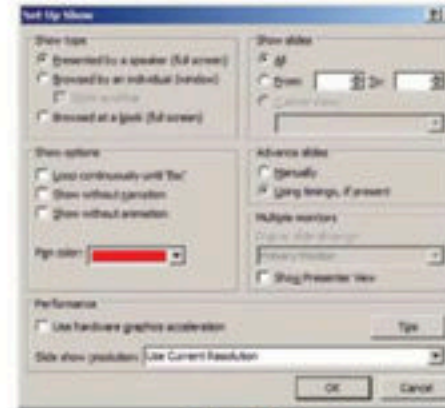 Set Up Show
Show type
Presented by a speaker (full screen)
Browsed by an individual (window)
Browsed at a kiosk (full screen)
Show slides
All
From: To:
Show options
Loop continuously until 'Esc'
Show without narration
Show without animation
Pen color:
Advance slides
Manually
Using timings, if present
Multiple monitors
Primary Monitor
Show Presenter View
Performance
Use hardware graphics acceleration
Tips
Slide show resolution: Use Current Resolution
OK
Cancel